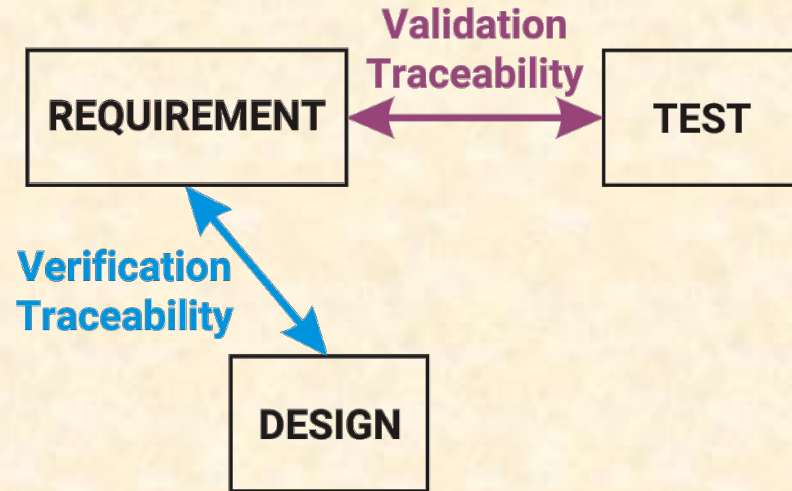 Validation
Traceability
REQUIREMENT
TEST
Verification
Traceability
DESIGN